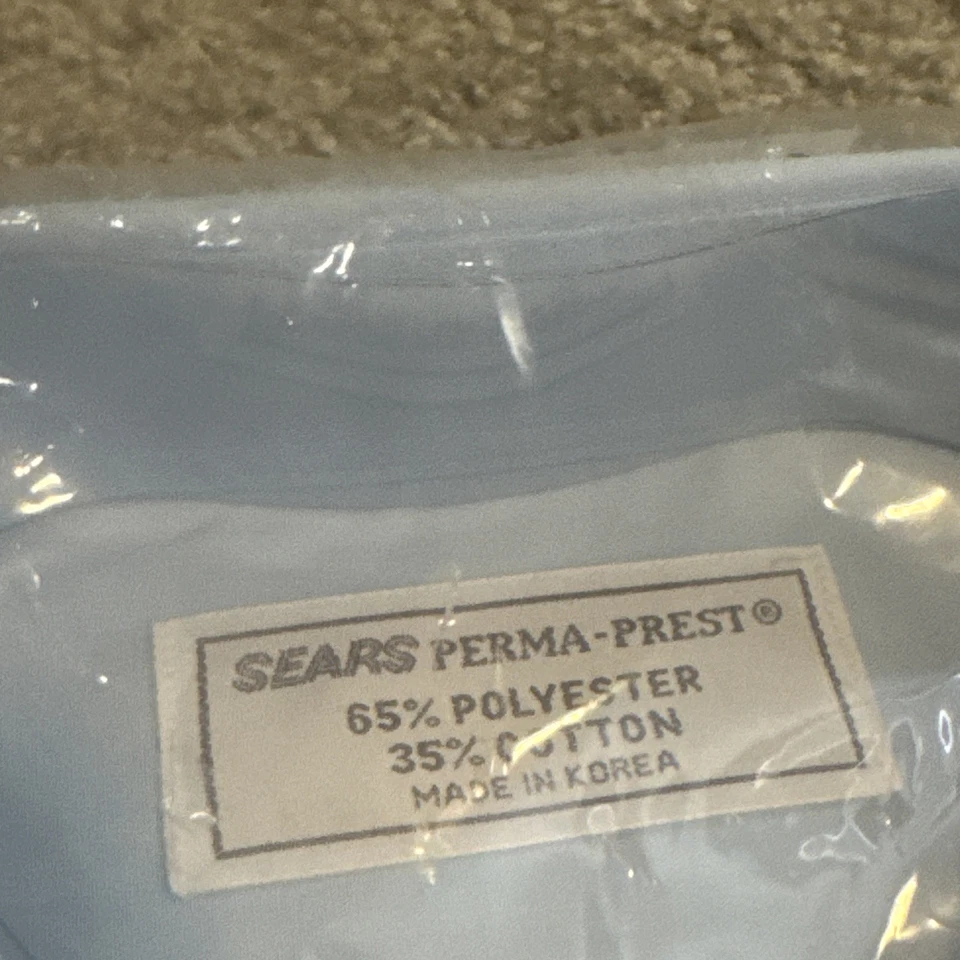 SEARS PERMA-PREST®
65% POLYESTER
35% COTTON
MADE IN KOREA